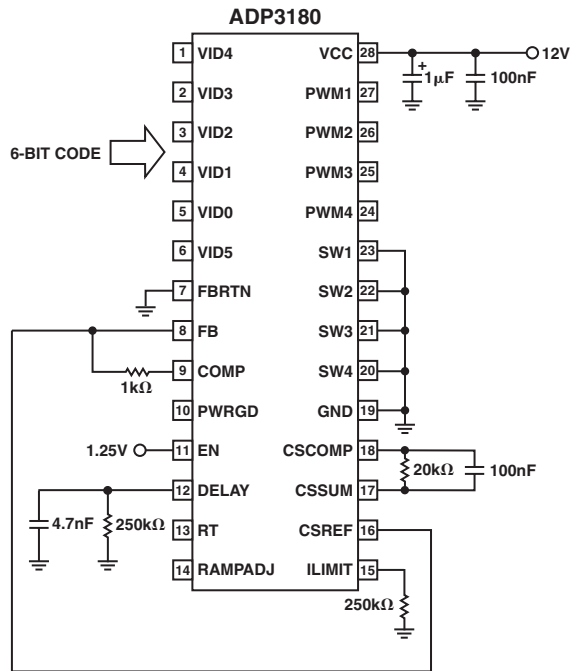 ADP3180
1 VID4 VCC 28 12V
+
1μF 100nF
2 VID3 PWM1 27
3 VID2 PWM2 26
6-BIT CODE
4 VID1 PWM3 25
5 VID0 PWM4 24
6 VID5 SW1 23
7 FBRTN SW2 22
8 FB SW3 21
9 COMP SW4 20
1kΩ
10 PWRGD GND 19
1.25V 11 EN CSCOMP 18
20kΩ 100nF
12 DELAY CSSUM 17
4.7nF 250kΩ
13 RT CSREF 16
14 RAMPADJ ILIMIT 15
250kΩ